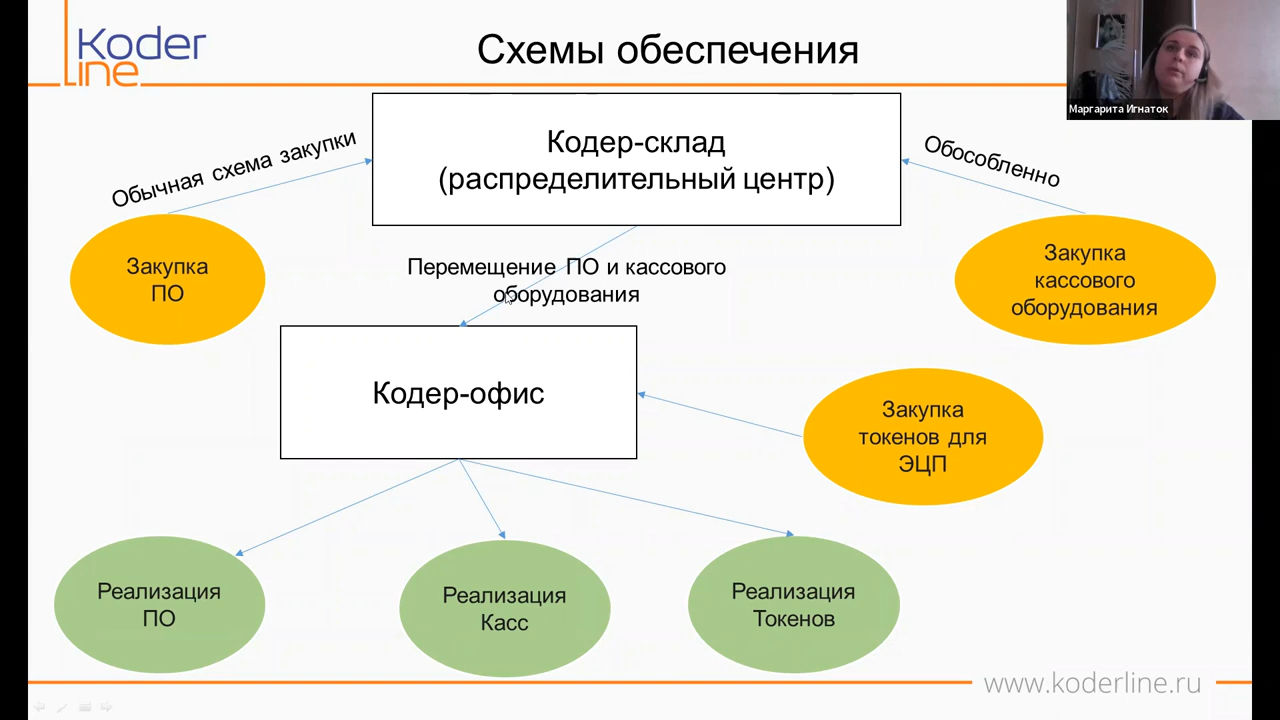 Koder
line
Схемы обеспечения
Маргарита Игнаток
Обычная схема закупки
Кодер-склад
(распределительный центр)
Обособленно
Закупка
ПО
Перемещение ПО и кассового
оборудования
Закупка
кассового
оборудования
Кодер-офис
Закупка
токенов для
ЭЦП
Реализация
ПО
Реализация
Касс
Реализация
Токенов
www.koderline.ru